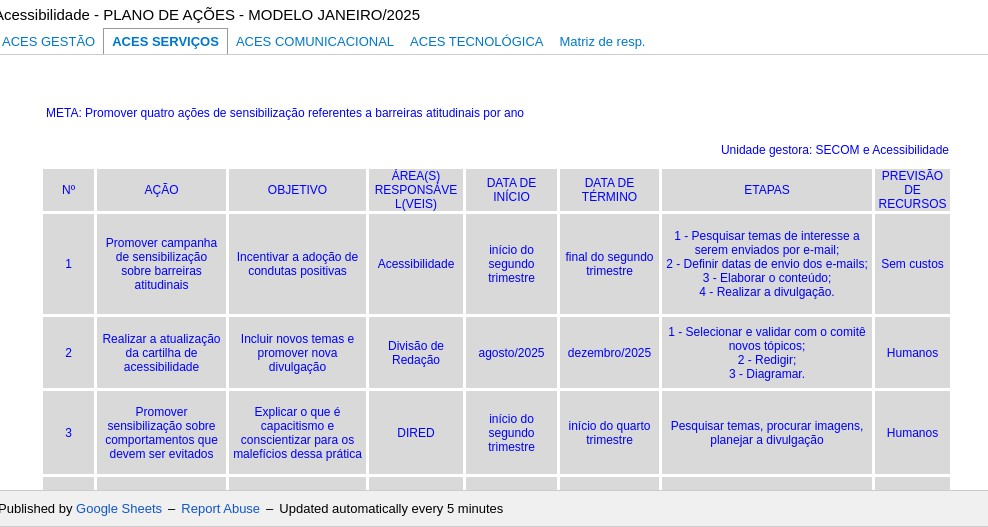 Acessibilidade - PLANO DE AÇÕES - MODELO JANEIRO/2025
ACES GESTÃO ACES SERVIÇOS ACES COMUNICACIONAL ACES TECNOLÓGICA Matriz de resp.
META: Promover quatro ações de sensibilização referentes a barreiras atitudinais por ano
Unidade gestora: SECOM e Acessibilidade
Nº
AÇÃO
OBJETIVO
ÁREA(S)
RESPONSÁVE
L(VEIS)
DATA DE
INÍCIO
DATA DE
TÉRMINO
ETAPAS
PREVISÃO
DE
RECURSOS
1
Promover campanha
de sensibilização
sobre barreiras
atitudinais
Incentivar a adoção de
condutas positivas
Acessibilidade
início do
segundo
trimestre
final do segundo
trimestre
1 - Pesquisar temas de interesse a
serem enviados por e-mail;
2 - Definir datas de envio dos e-mails;
3 - Elaborar o conteúdo;
4 - Realizar a divulgação.
Sem custos
2
Realizar a atualização
da cartilha de
acessibilidade
Incluir novos temas e
promover nova
divulgação
Divisão de
Redação
agosto/2025
dezembro/2025
1 - Selecionar e validar com o comitê
novos tópicos;
2 - Redigir;
3 - Diagramar.
Humanos
3
Promover
sensibilização sobre
comportamentos que
devem ser evitados
Explicar o que é
capacitismo e
conscientizar para os
malefícios dessa prática
DIRED
início do
segundo
trimestre
início do quarto
trimestre
Pesquisar temas, procurar imagens,
planejar a divulgação
Humanos
Published by Google Sheets – Report Abuse – Updated automatically every 5 minutes